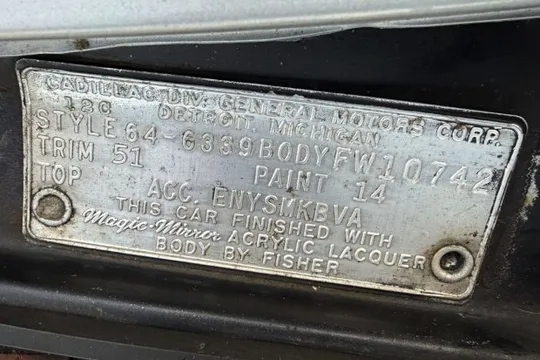 CADILLAC DIV. GENERAL MOTORS CORP.
12C DETROIT, MICHIGAN
STYLE 64-6339 BODY FW10742
TRIM 51 PAINT 14
TOP ACC. ENYSMKBVA
THIS CAR FINISHED WITH
Magic-Mirror ACRYLIC LACQUER
BODY BY FISHER